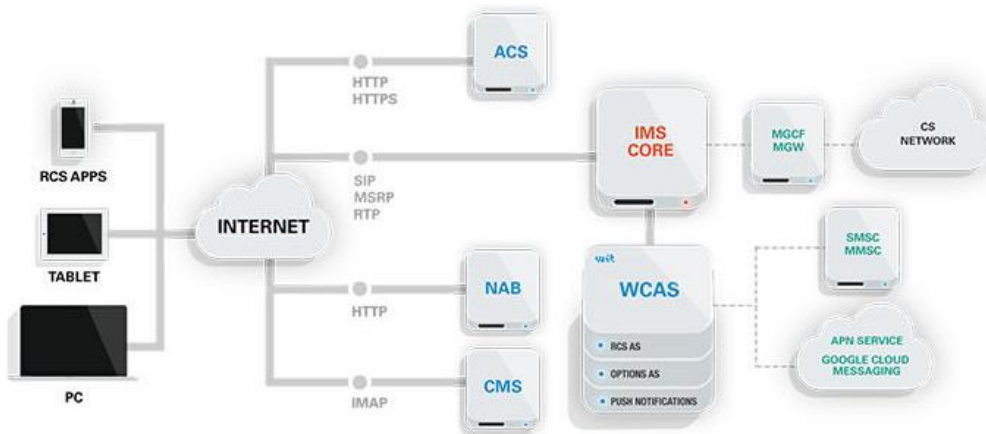 ACS
HTTP
HTTPS
IMS
CORE
MGCF
MGW
CS
NETWORK
RCS APPS
SIP
MSRP
RTP
INTERNET
TABLET
WCAS
SMSC
MMSC
HTTP
NAB
RCS AS
APN SERVICE
GOOGLE CLOUD
MESSAGING
OPTIONS AS
PC
IMAP
CMS
PUSH NOTIFICATIONS